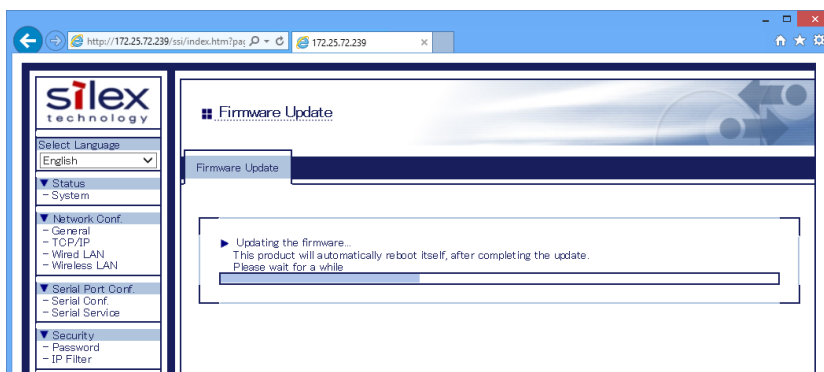 http://172.25.72.239/ssi/index.htm?pag
172.25.72.239
silex
technology
Select Language
English
Status
- System
Network Conf.
- General
- TCP/IP
- Wired LAN
- Wireless LAN
Serial Port Conf.
- Serial Conf.
- Serial Service
Security
- Password
- IP Filter
Firmware Update
Firmware Update
Updating the firmware...
This product will automatically reboot itself, after completing the update.
Please wait for a while